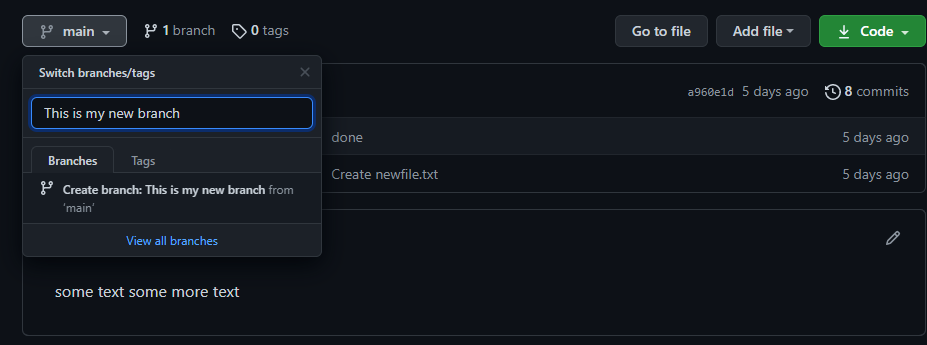 main
1 branch
0 tags
Go to file
Add file
Code
Switch branches/tags
This is my new branch
Branches
Tags
Create branch: This is my new branch from
'main'
View all branches
a960e1d 5 days ago
8 commits
done
5 days ago
Create newfile.txt
5 days ago
some text some more text